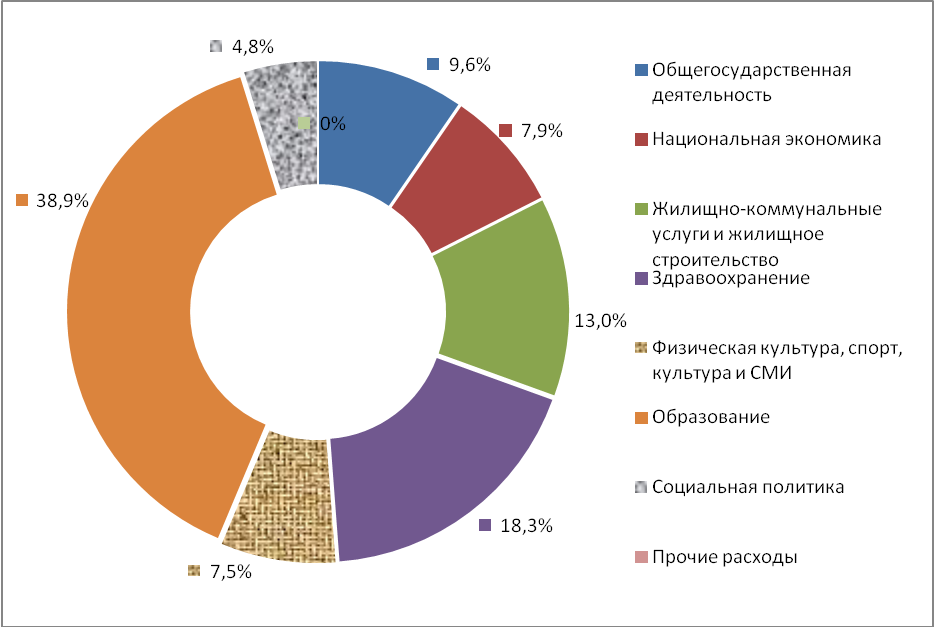 4,8%
9,6%
0%
7,9%
38,9%
13,0%
18,3%
7,5%
Общегосударственная
деятельность
Национальная экономика
Жилищно-коммунальные
услуги и жилищное
строительство
Здравоохранение
Физическая культура, спорт,
культура и СМИ
Образование
Социальная политика
Прочие расходы